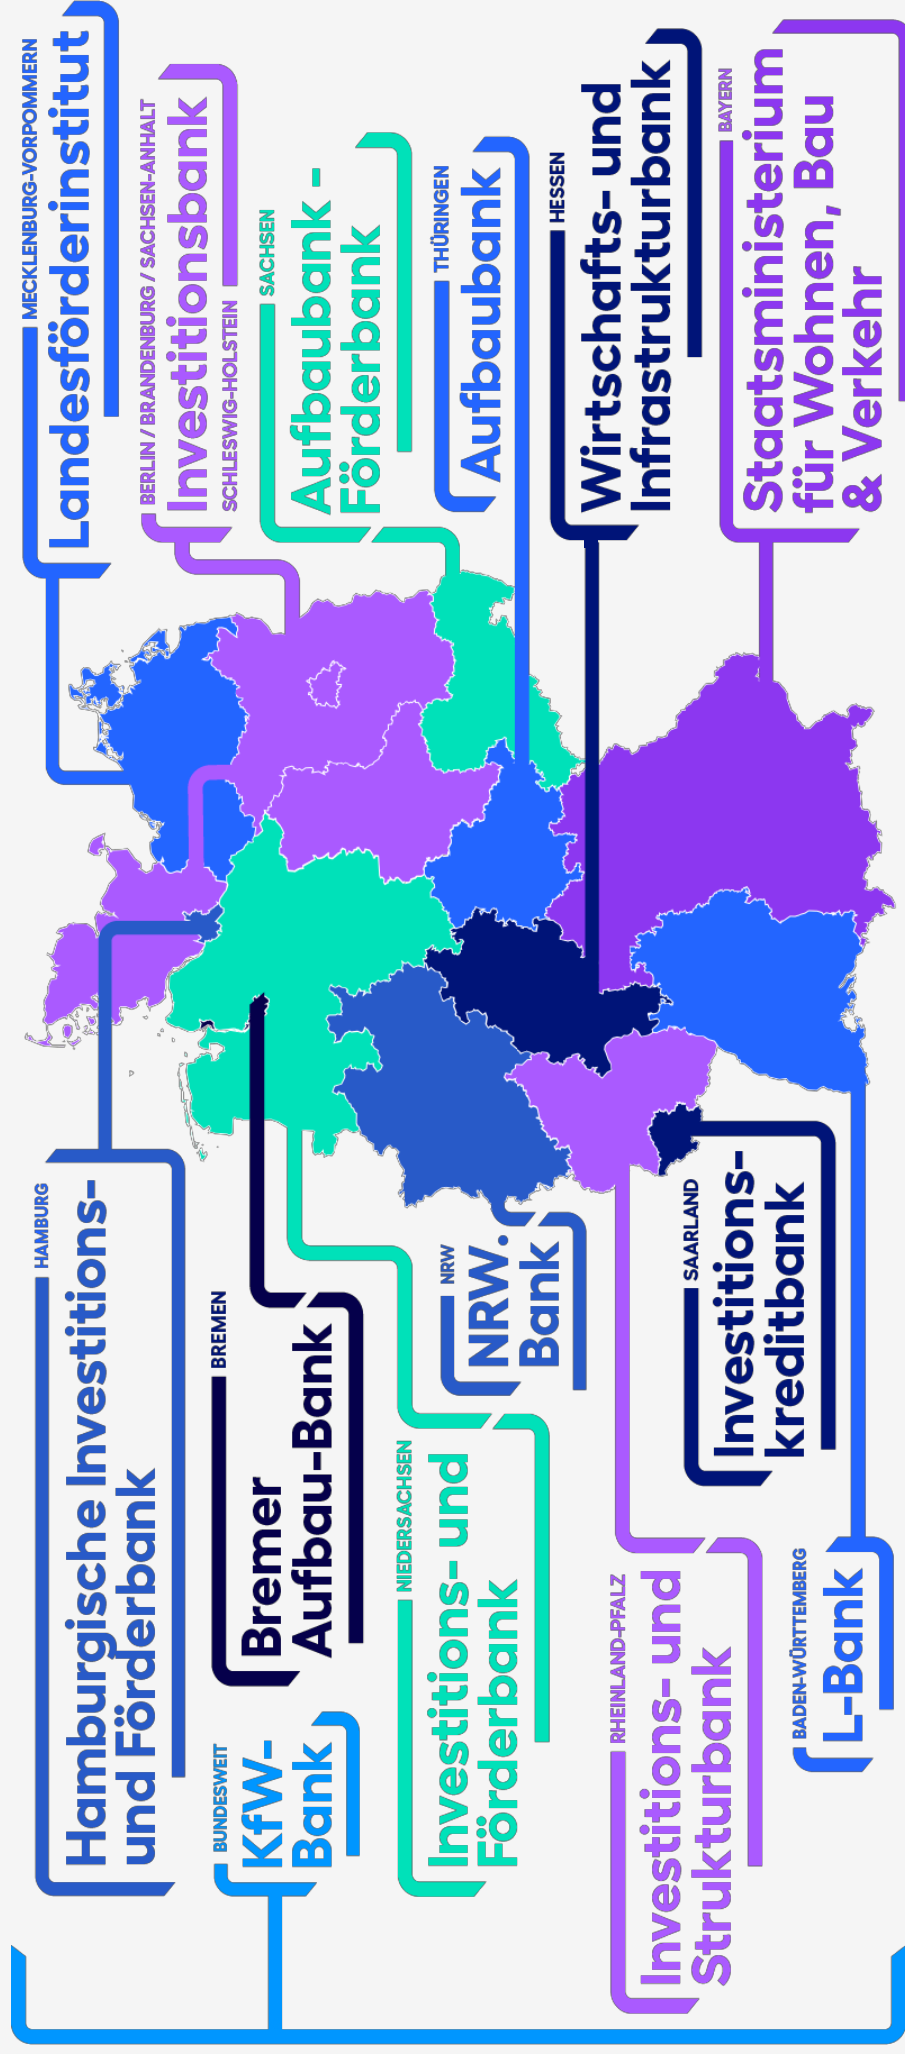 BUNDESWEIT
KfW-
Bank
HAMBURG
Hamburgische Investitions-
und Förderbank
BREMEN
Bremer
Aufbau-Bank
NIEDERSACHSEN
Investitions- und
Förderbank
NRW
NRW.
Bank
RHEINLAND-PFALZ
Investitions- und
Strukturbank
SAARLAND
Investitions-
kreditbank
BADEN-WÜRTTEMBERG
L-Bank
MECKLENBURG-VORPOMMERN
Landesförderinstitut
BERLIN / BRANDENBURG / SACHSEN-ANHALT
Investitionsbank
SCHLESWIG-HOLSTEIN
SACHSEN
Aufbaubank -
Förderbank
THÜRINGEN
Aufbaubank
HESSEN
Wirtschafts- und
Infrastrukturbank
BAYERN
Staatsministerium
für Wohnen, Bau
& Verkehr